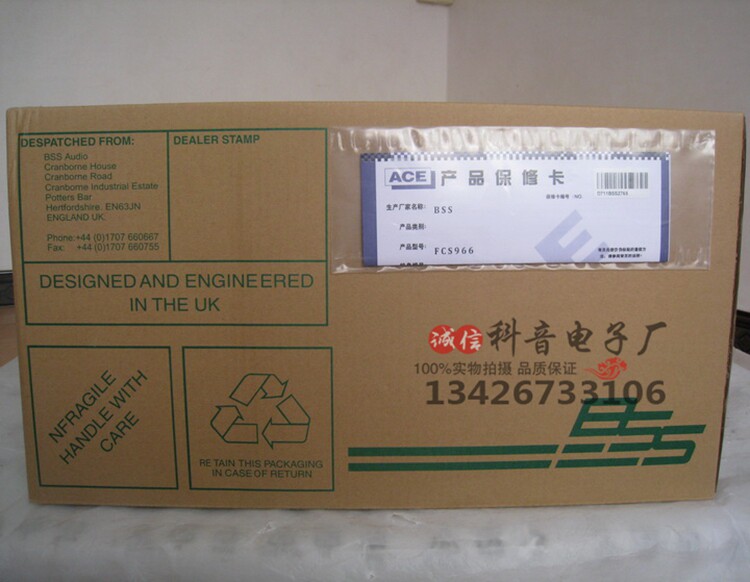 DESPATCHED FROM:
BSS Audio
Cranborne House
Cranborne Road
Cranborne Industrial Estate
Potters Bar
Hertfordshire. EN63JN
ENGLAND UK.
Phone:+44 (0)1707 660667
Fax: +44 (0)1707 660755
DEALER STAMP
DESIGNED AND ENGINEERED
IN THE UK
NFRAGILE
HANDLE WITH
CARE
RETAIN THIS PACKAGING
IN CASE OF RETURN
ACE 产品保修卡
生产厂家名称: BSS
产品类别:
产品型号: FCS966
诚信 科音电子厂
100%实物拍摄 品质保证
13426733106
BSS